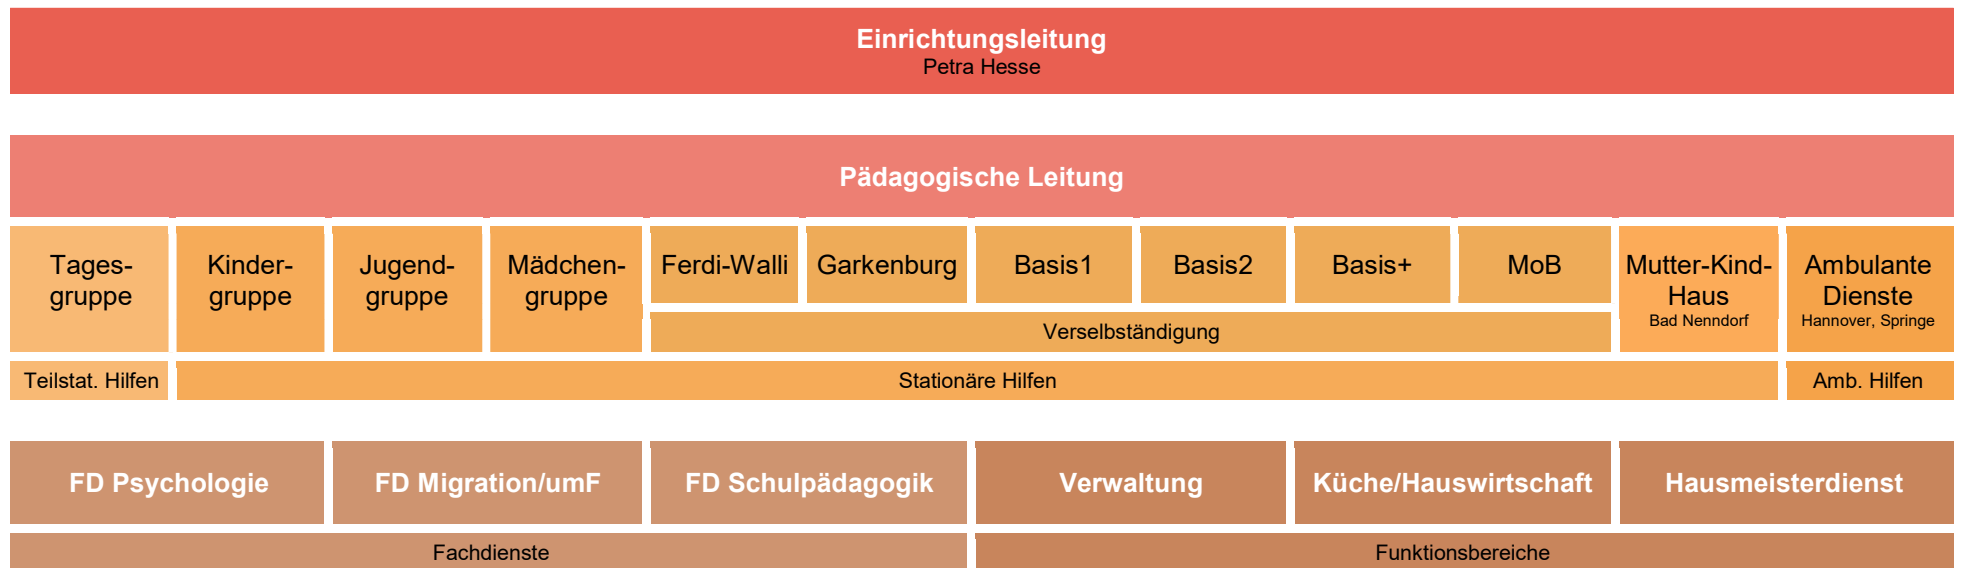 Einrichtungsleitung
Petra Hesse
Pädagogische Leitung
Tages-
gruppe
Kinder-
gruppe
Jugend-
gruppe
Mädchen-
gruppe
Ferdi-Walli
Garkenburg
Basis1
Basis2
Basis+
MoB
Verselbständigung
Mutter-Kind-
Haus
Bad Nenndorf
Ambulante
Dienste
Hannover, Springe
Teilstat. Hilfen
Stationäre Hilfen
Amb. Hilfen
FD Psychologie
FD Migration/umF
FD Schulpädagogik
Verwaltung
Küche/Hauswirtschaft
Hausmeisterdienst
Fachdienste
Funktionsbereiche